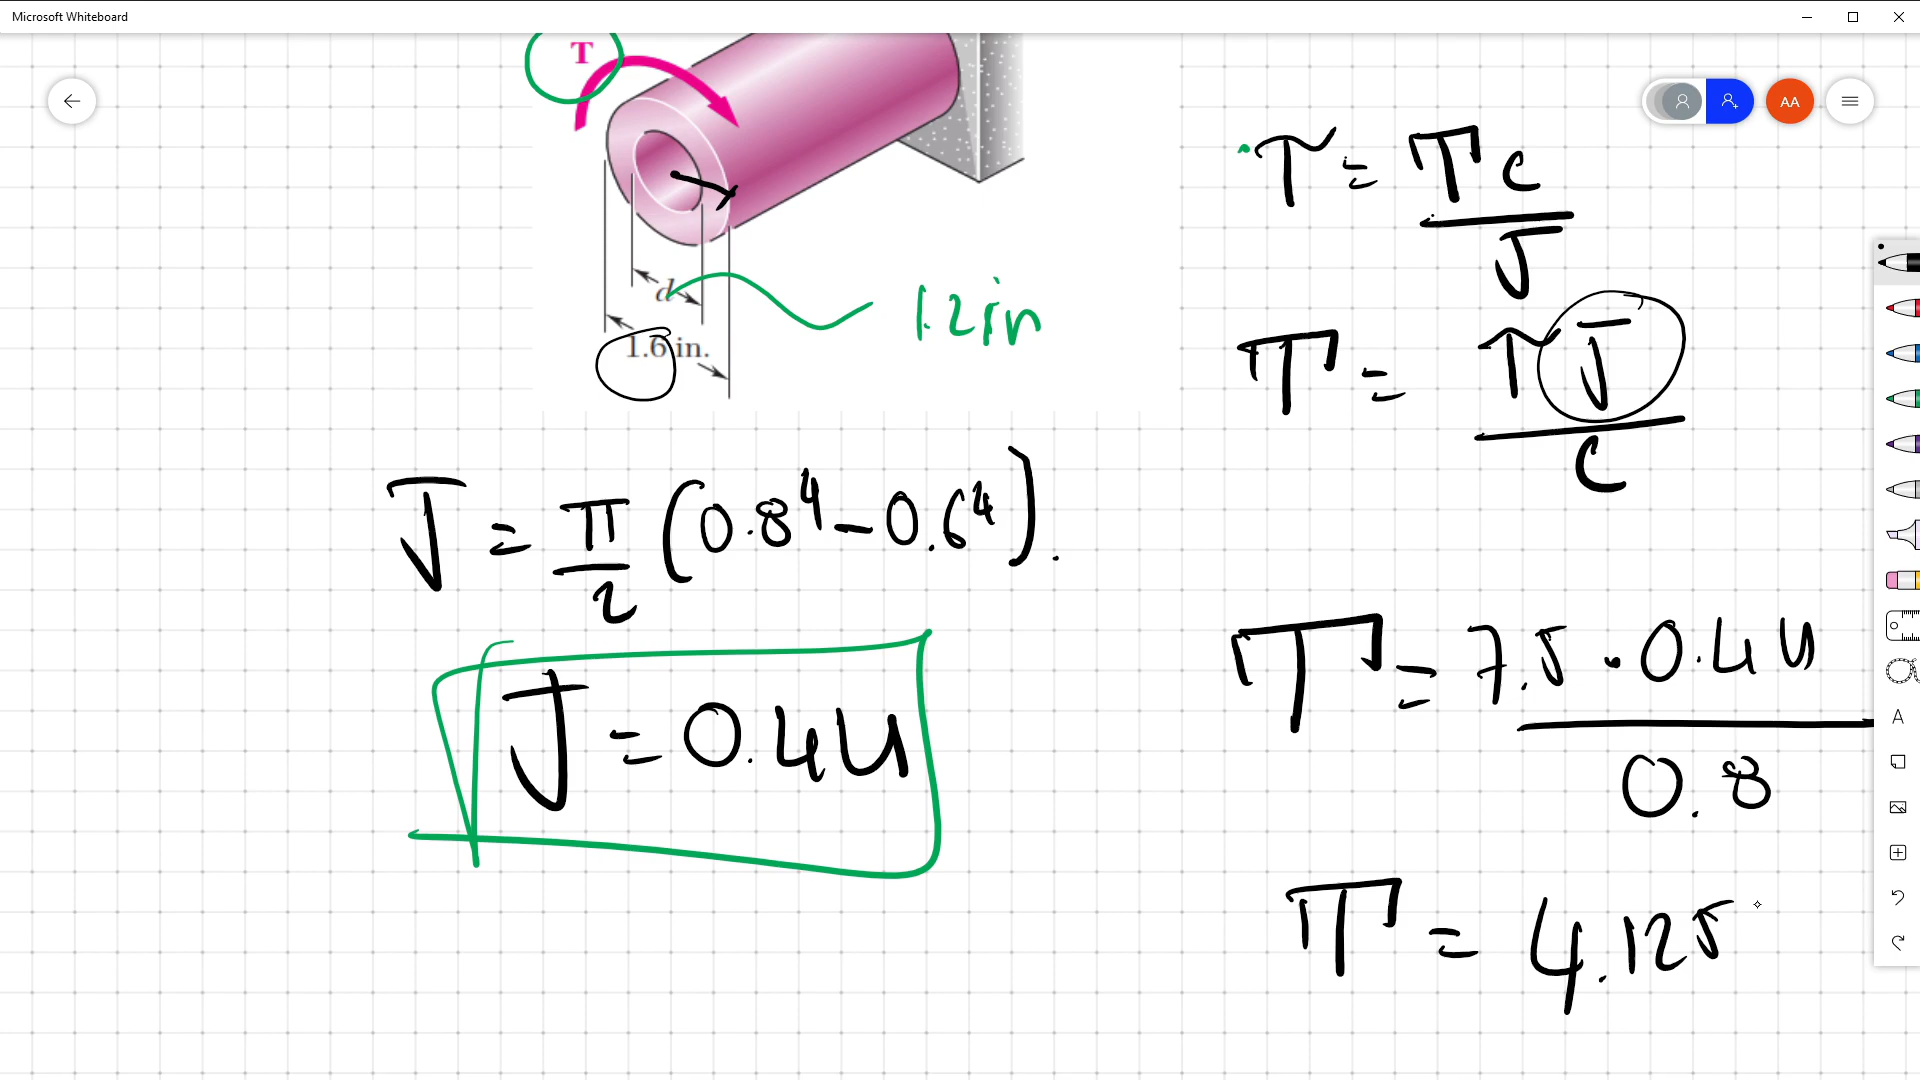 Microsoft Whiteboard
T
AA
d
1.2in
1.6 in.
τ = Tc / J
T = τJ / c
J = π/2 (0.8⁴ - 0.6⁴).
T = 7.5 · 0.44 / 0.8
J = 0.44
T = 4.125
A